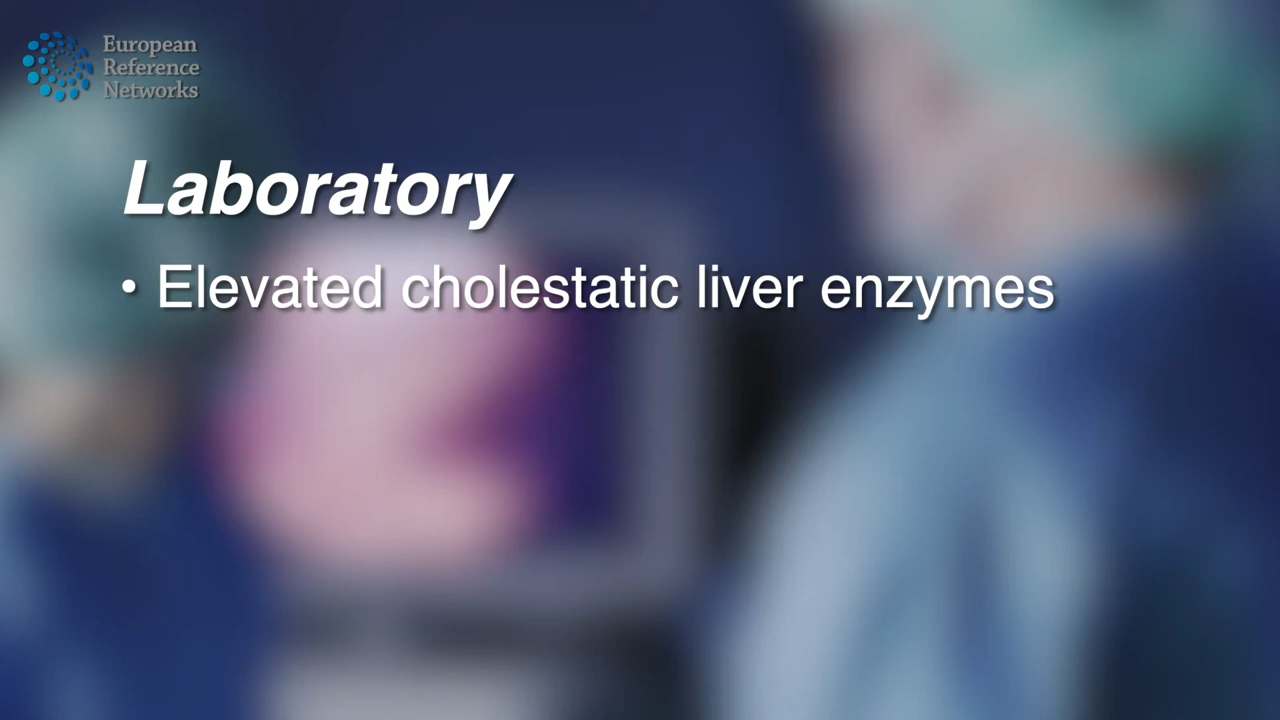 European
Reference
Networks
Laboratory
• Elevated cholestatic liver enzymes